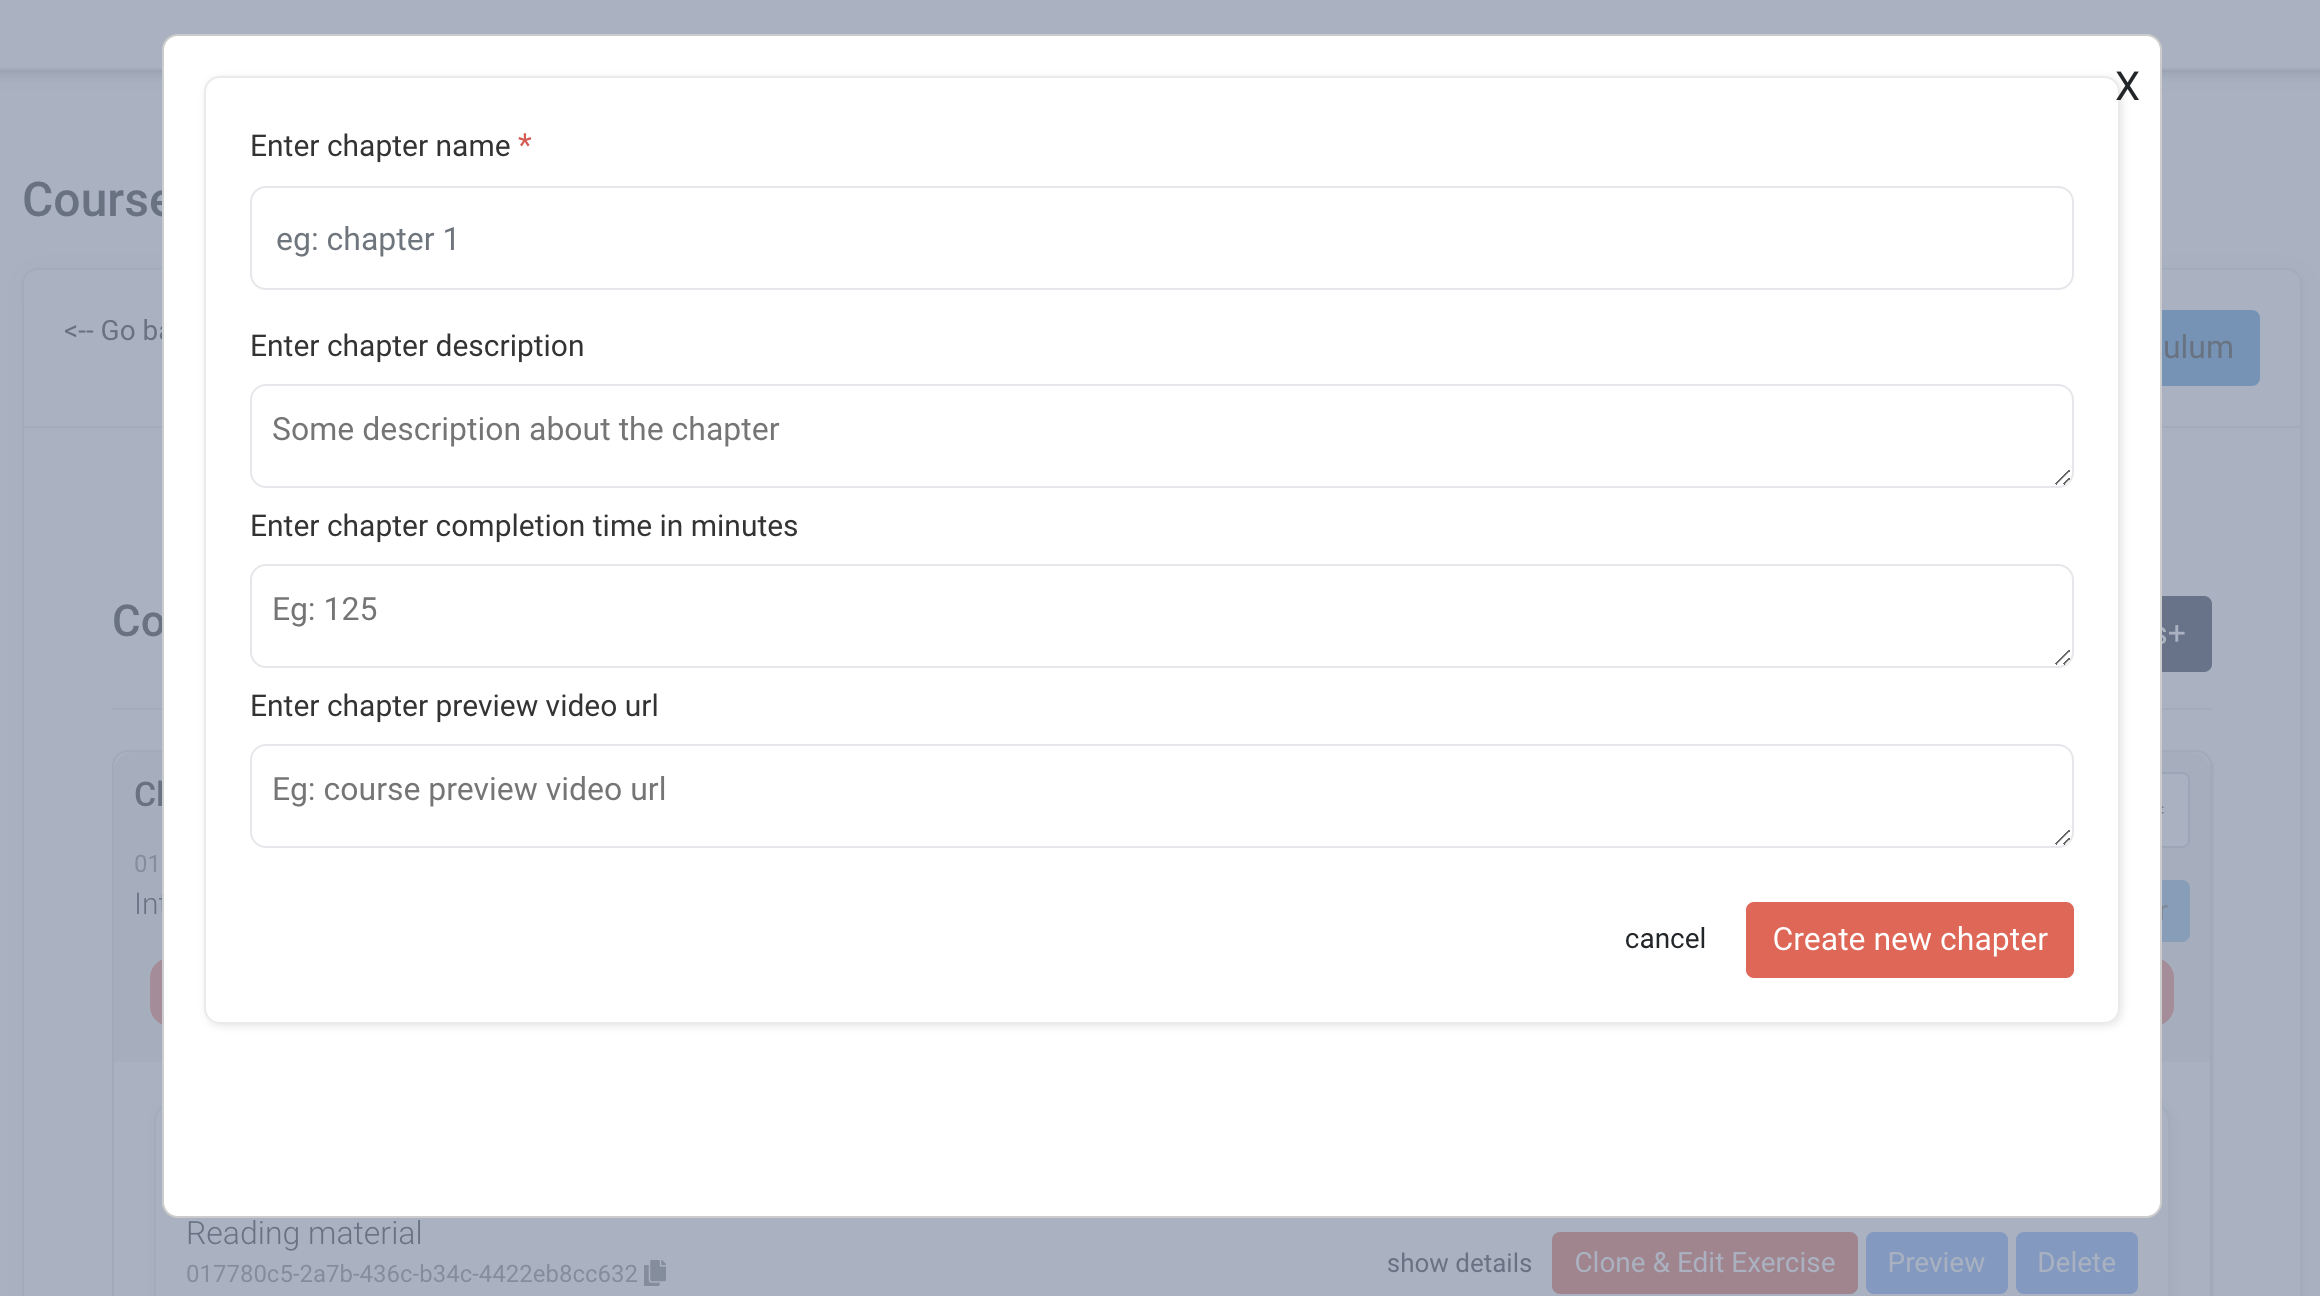 X
Enter chapter name *
Course
eg: chapter 1
<-- Go ba
Enter chapter description
ulum
Some description about the chapter
Enter chapter completion time in minutes
Eg: 125
Co
s+
Enter chapter preview video url
Eg: course preview video url
Cl
01
Int
cancel
Create new chapter
Reading material
017780c5-2a7b-436c-b34c-4422eb8cc632
show details
Clone & Edit Exercise
Preview
Delete